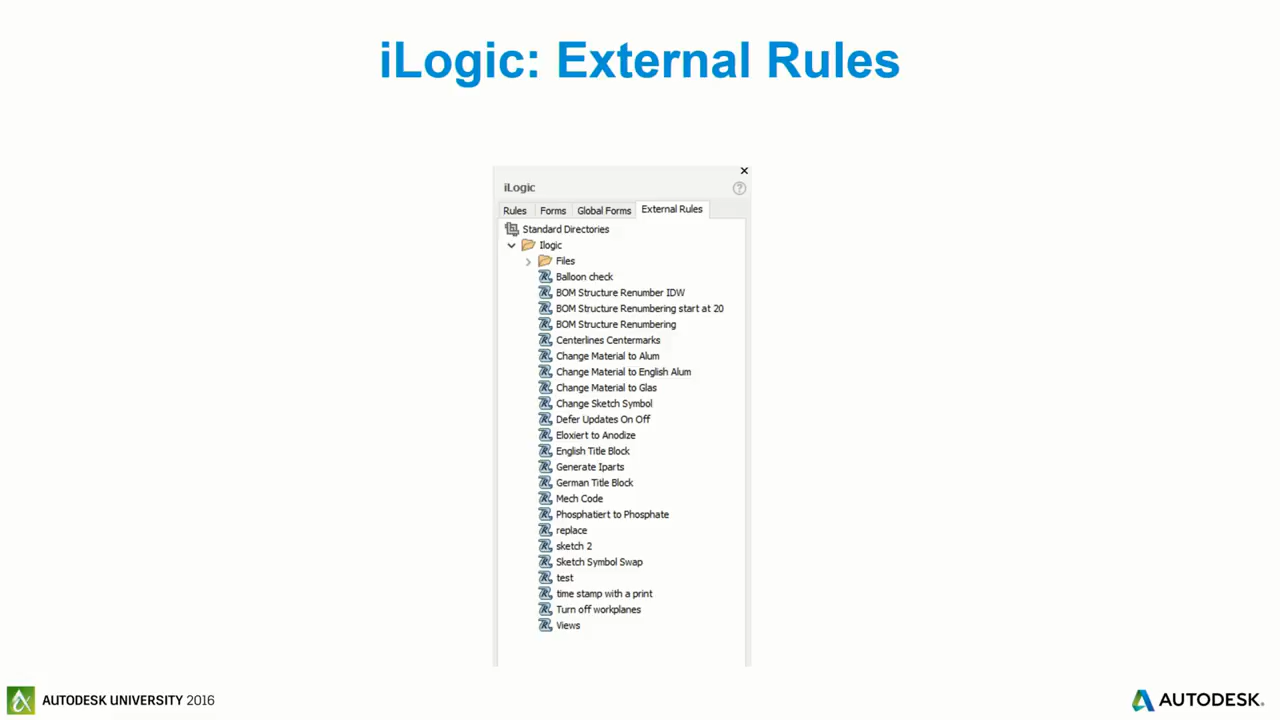 iLogic: External Rules
iLogic
Rules Forms Global Forms External Rules
Standard Directories
Ilogic
Files
Balloon check
BOM Structure Renumber IDW
BOM Structure Renumbering start at 20
BOM Structure Renumbering
Centerlines Centermarks
Change Material to Alum
Change Material to English Alum
Change Material to Glas
Change Sketch Symbol
Defer Updates On Off
Eloxiert to Anodize
English Title Block
Generate Iparts
German Title Block
Mech Code
Phosphatiert to Phosphate
replace
sketch 2
Sketch Symbol Swap
test
time stamp with a print
Turn off workplanes
Views
AUTODESK UNIVERSITY 2016
AUTODESK.